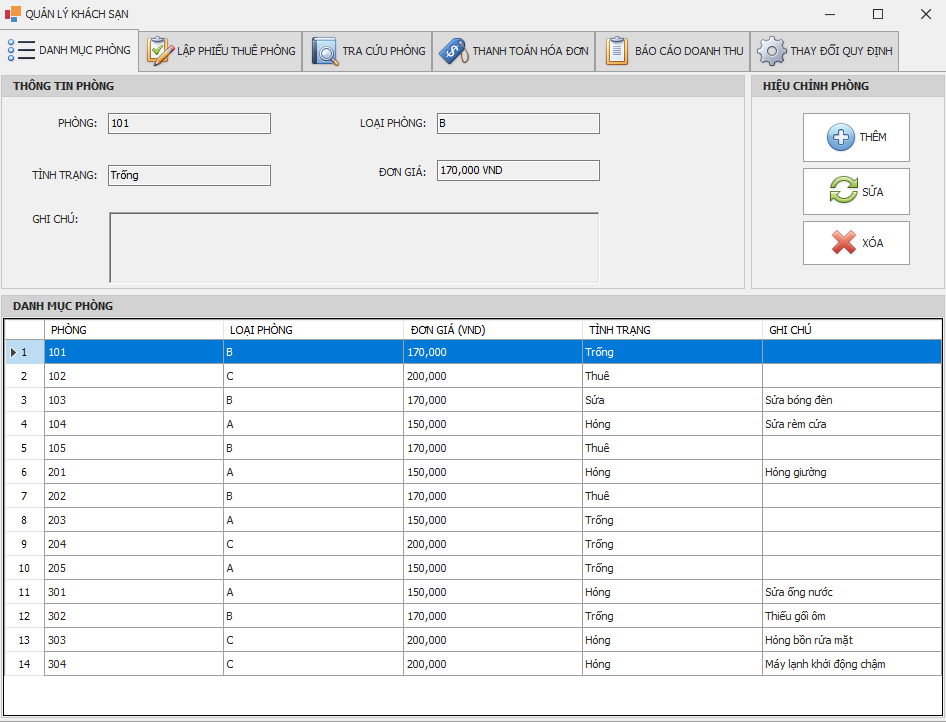 QUẢN LÝ KHÁCH SẠN
DANH MỤC PHÒNG LẬP PHIẾU THUÊ PHÒNG TRA CỨU PHÒNG THANH TOÁN HÓA ĐƠN BÁO CÁO DOANH THU THAY ĐỔI QUY ĐỊNH
THÔNG TIN PHÒNG HIỆU CHỈNH PHÒNG
PHÒNG: 101 LOẠI PHÒNG: B
THÊM
TÌNH TRẠNG: Trống ĐƠN GIÁ: 170,000 VND
SỬA
GHI CHÚ:
XÓA
DANH MỤC PHÒNG
PHÒNG LOẠI PHÒNG ĐƠN GIÁ (VND) TÌNH TRẠNG GHI CHÚ
1 101 B 170,000 Trống
2 102 C 200,000 Thuê
3 103 B 170,000 Sửa Sửa bóng đèn
4 104 A 150,000 Hỏng Sửa rèm cửa
5 105 B 170,000 Thuê
6 201 A 150,000 Hỏng Hỏng giường
7 202 B 170,000 Thuê
8 203 A 150,000 Trống
9 204 C 200,000 Trống
10 205 A 150,000 Trống
11 301 A 150,000 Hỏng Sửa ống nước
12 302 B 170,000 Trống Thiếu gối ôm
13 303 C 200,000 Hỏng Hỏng bồn rửa mặt
14 304 C 200,000 Hỏng Máy lạnh khởi động chậm